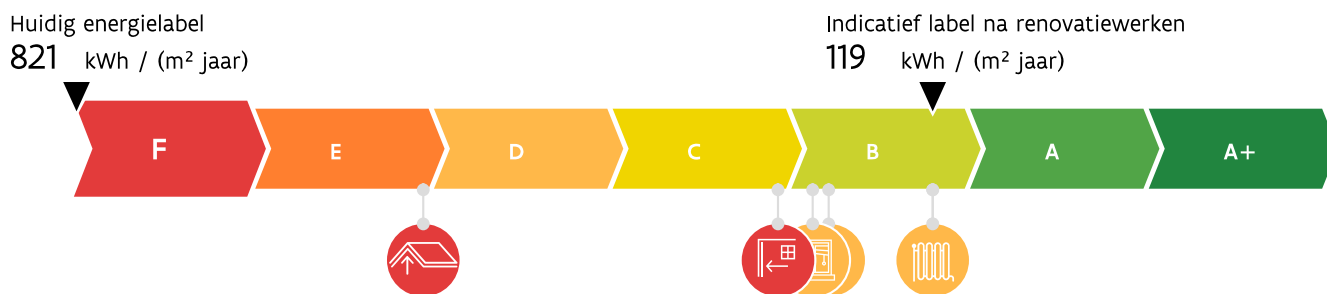 Huidig energielabel
821 kWh / (m² jaar)
Indicatief label na renovatiewerken
119 kWh / (m² jaar)
F E D C B A A+